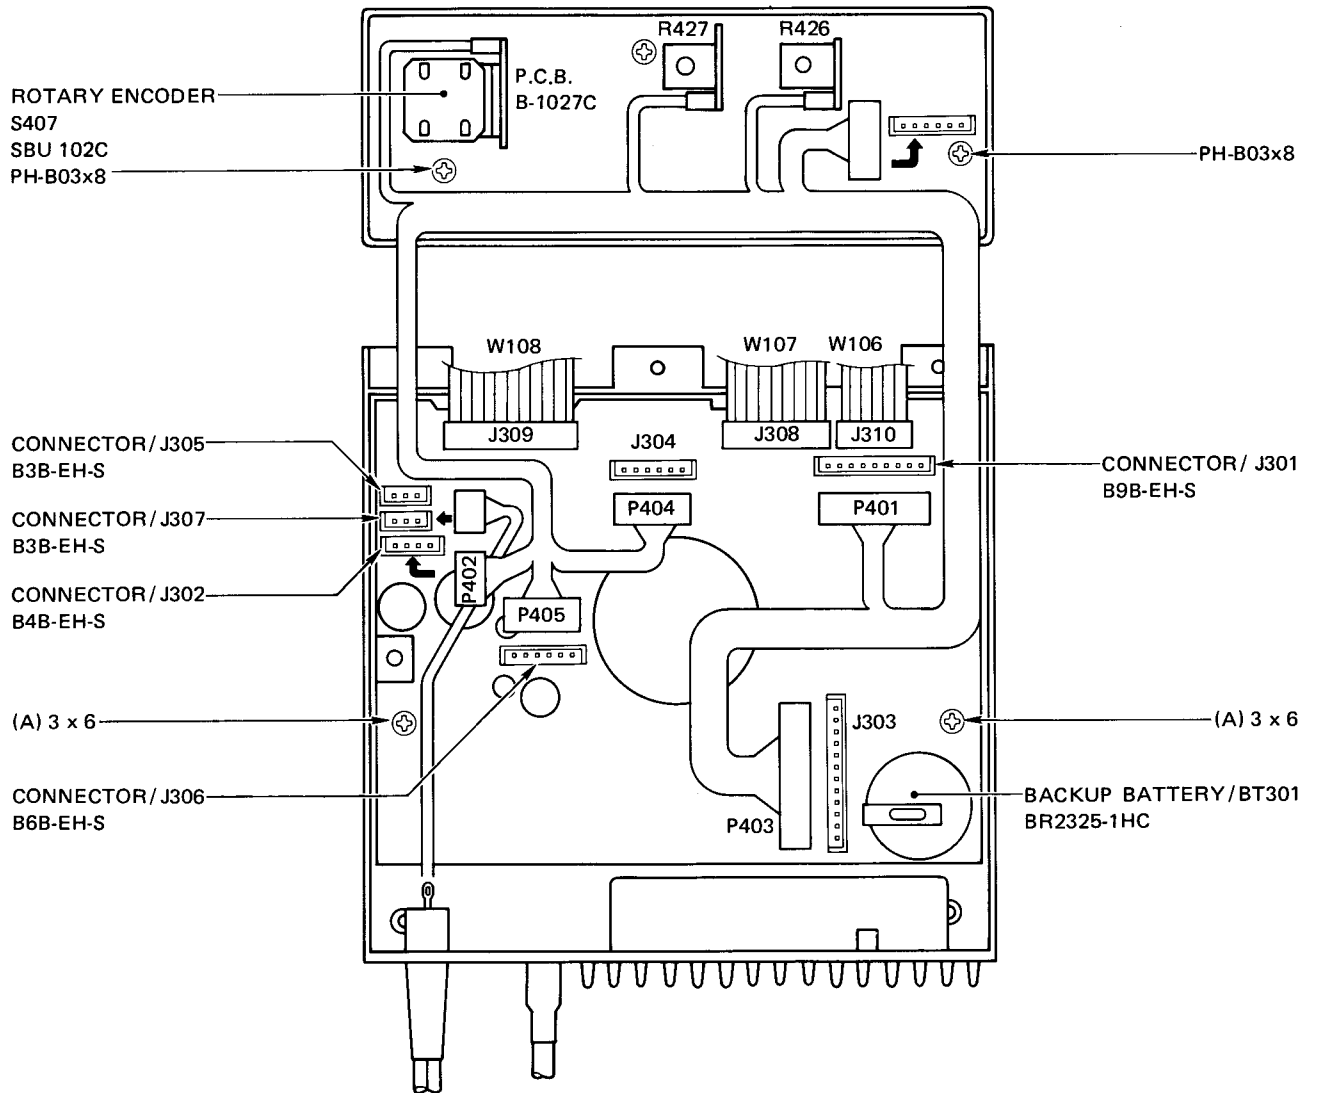 R427
R426
P.C.B.
B-1027C
ROTARY ENCODER
S407
SBU 102C
PH-B03x8
PH-B03x8
W108
W107
W106
J309
J308
J310
J304
CONNECTOR/J305
B3B-EH-S
CONNECTOR/J301
B9B-EH-S
P404
P401
CONNECTOR/J307
B3B-EH-S
P402
CONNECTOR/J302
B4B-EH-S
P405
(A) 3 x 6
J303
(A) 3 x 6
CONNECTOR/J306
B6B-EH-S
P403
BACKUP BATTERY/BT301
BR2325-1HC